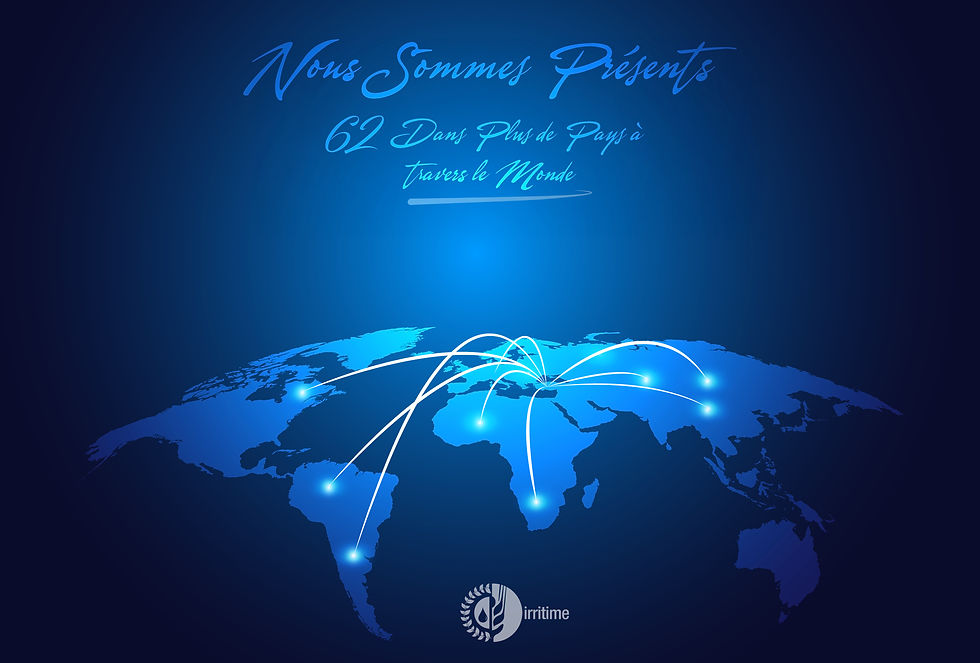 Nous Sommes Présents
62 Dans Plus de Pays à
travers le Monde
irritime